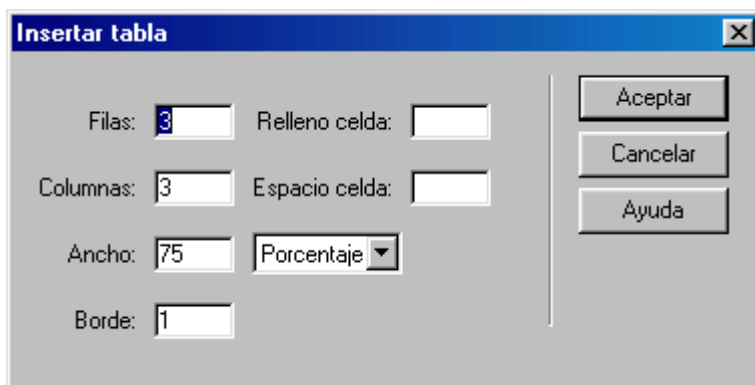 Insertar tabla
Filas: 3 Relleno celda:
Aceptar
Cancelar
Columnas: 3 Espacio celda:
Ayuda
Ancho: 75 Porcentaje
Borde: 1